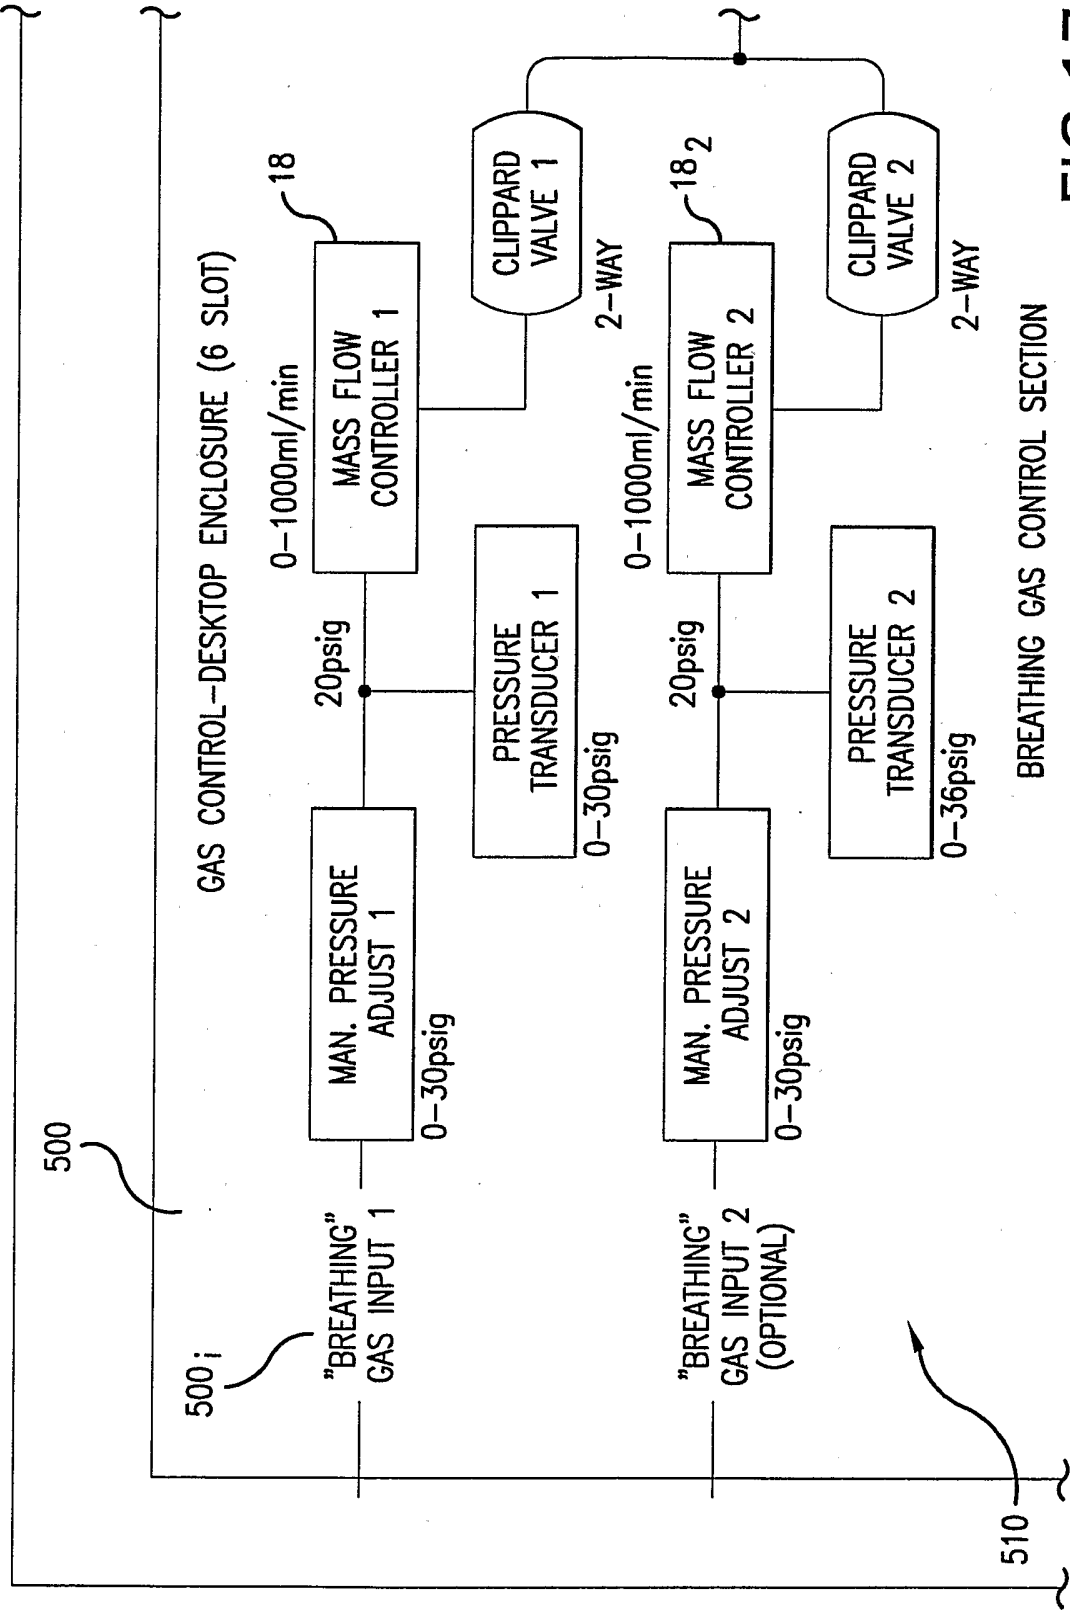 500
GAS CONTROL-DESKTOP ENCLOSURE (6 SLOT)
500i
"BREATHING"
GAS INPUT 1
MAN. PRESSURE
ADJUST 1
0-30psig
20psig
PRESSURE
TRANSDUCER 1
0-30psig
0-1000ml/min
MASS FLOW
CONTROLLER 1
18
CLIPPARD
VALVE 1
2-WAY
"BREATHING"
GAS INPUT 2
(OPTIONAL)
MAN. PRESSURE
ADJUST 2
0-30psig
20psig
PRESSURE
TRANSDUCER 2
0-36psig
0-1000ml/min
MASS FLOW
CONTROLLER 2
18₂
CLIPPARD
VALVE 2
2-WAY
510
BREATHING GAS CONTROL SECTION